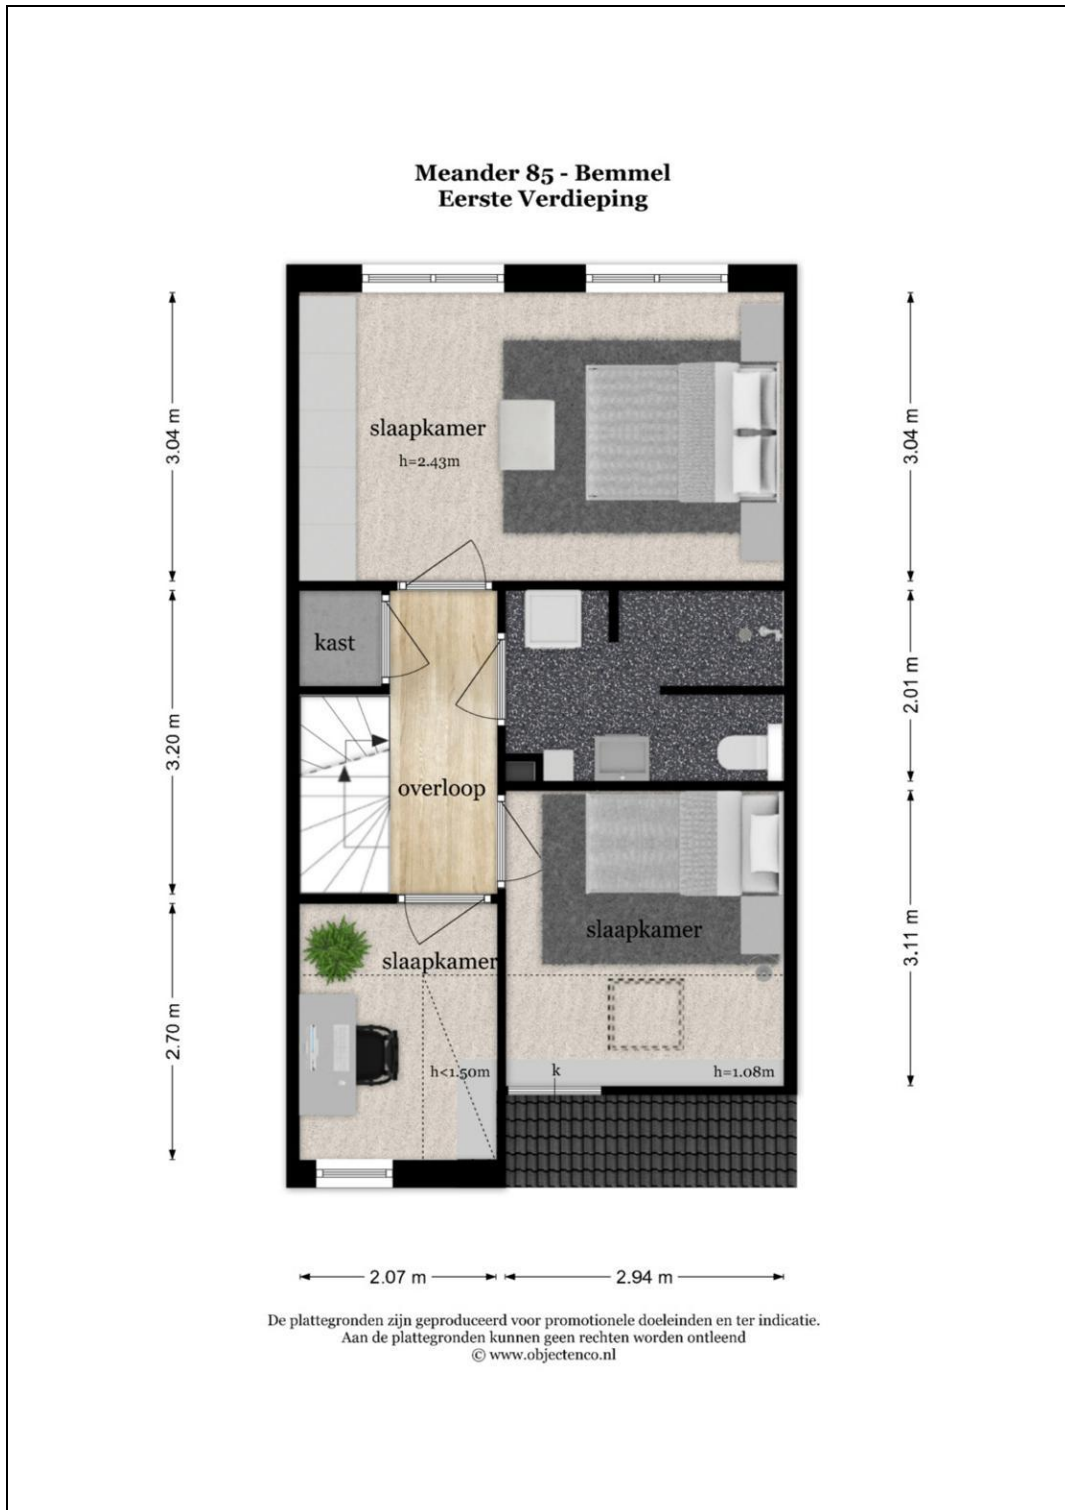 Meander 85 - Bemmel
Eerste Verdieping
3.04 m
3.04 m
slaapkamer
h=2.43m
kast
2.01 m
3.20 m
overloop
slaapkamer
3.11 m
slaapkamer
2.70 m
h<1.50m
k
h=1.08m
2.07 m
2.94 m
De plattegronden zijn geproduceerd voor promotionele doeleinden en ter indicatie.
Aan de plattegronden kunnen geen rechten worden ontleend
© www.objectenco.nl